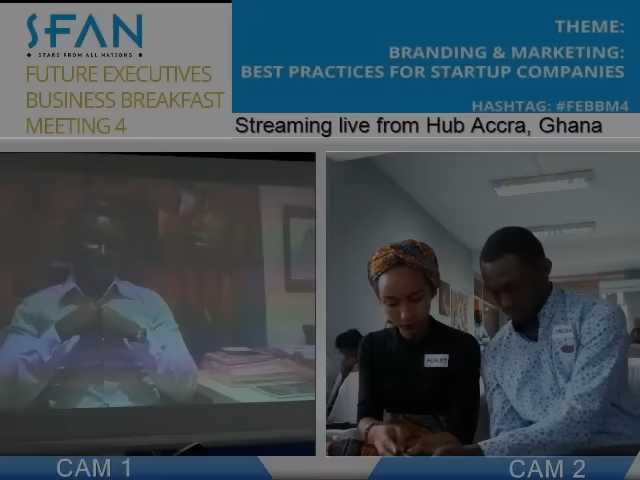 SFAN
STARS FROM ALL NATIONS
FUTURE EXECUTIVES
BUSINESS BREAKFAST
MEETING 4
THEME:
BRANDING & MARKETING:
BEST PRACTICES FOR STARTUP COMPANIES
HASHTAG: #FEBBM4
Streaming live from Hub Accra, Ghana
CAM 1
CAM 2